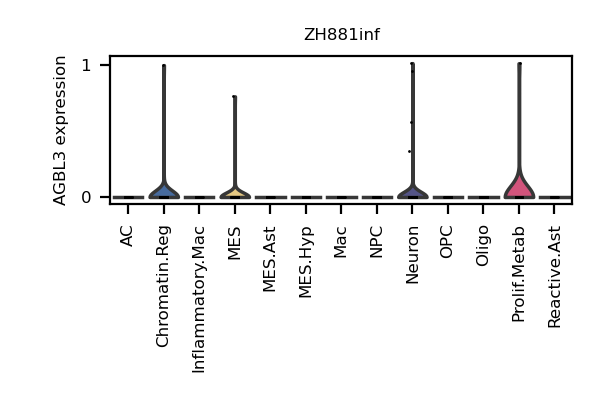 ZH881inf
AGBL3 expression
1
0
AC
Chromatin.Reg
Inflammatory.Mac
MES
MES.Ast
MES.Hyp
Mac
NPC
Neuron
OPC
Oligo
Prolif.Metab
Reactive.Ast